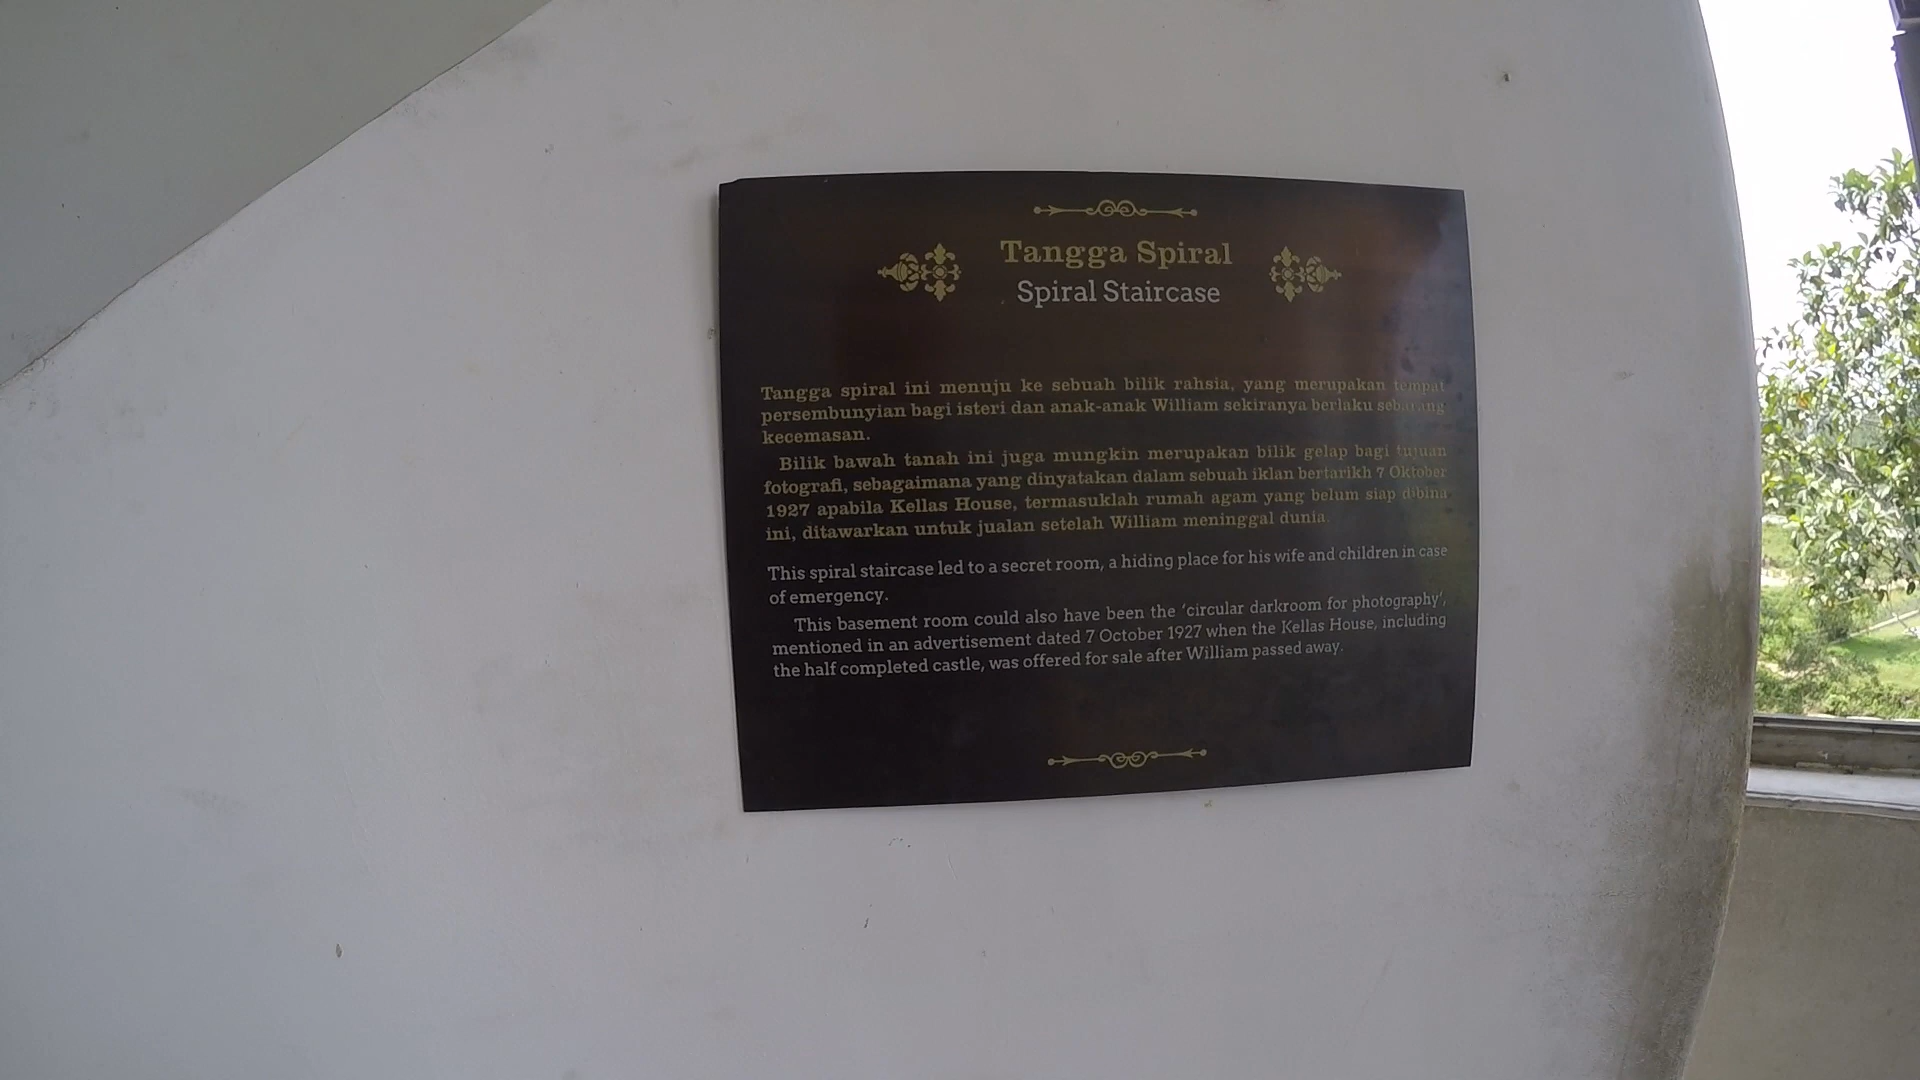 Tangga Spiral
Spiral Staircase
Tangga spiral ini menuju ke sebuah bilik rahsia, yang merupakan tempat
persembunyian bagi isteri dan anak-anak William sekiranya berlaku sebarang
kecemasan.
Bilik bawah tanah ini juga mungkin merupakan bilik gelap bagi tujuan
fotografi, sebagaimana yang dinyatakan dalam sebuah iklan bertarikh 7 Oktober
1927 apabila Kellas House, termasuklah rumah agam yang belum siap dibina
ini, ditawarkan untuk jualan setelah William meninggal dunia.
This spiral staircase led to a secret room, a hiding place for his wife and children in case
of emergency.
This basement room could also have been the ‘circular darkroom for photography’,
mentioned in an advertisement dated 7 October 1927 when the Kellas House, including
the half completed castle, was offered for sale after William passed away.